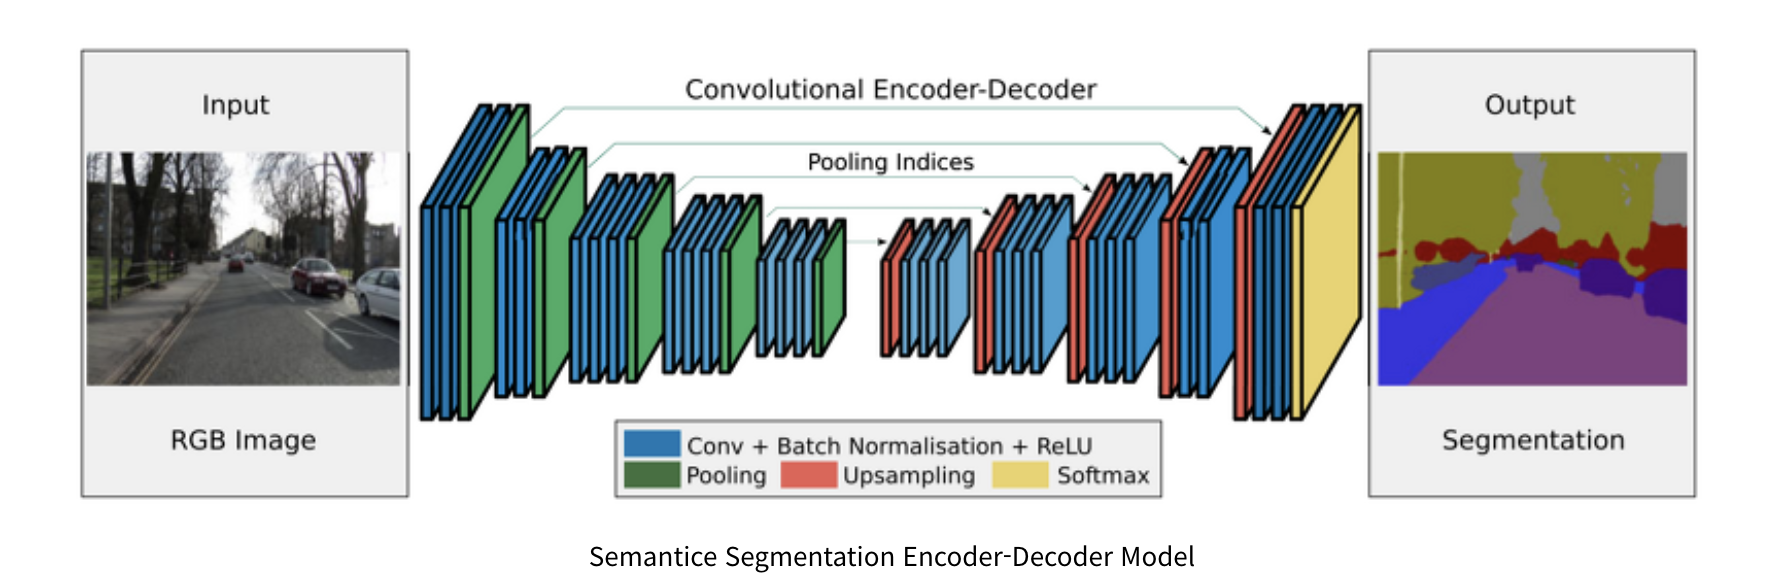 Input
RGB Image
Convolutional Encoder-Decoder
Pooling Indices
Conv + Batch Normalisation + ReLU
Pooling Upsampling Softmax
Output
Segmentation
Semantice Segmentation Encoder-Decoder Model